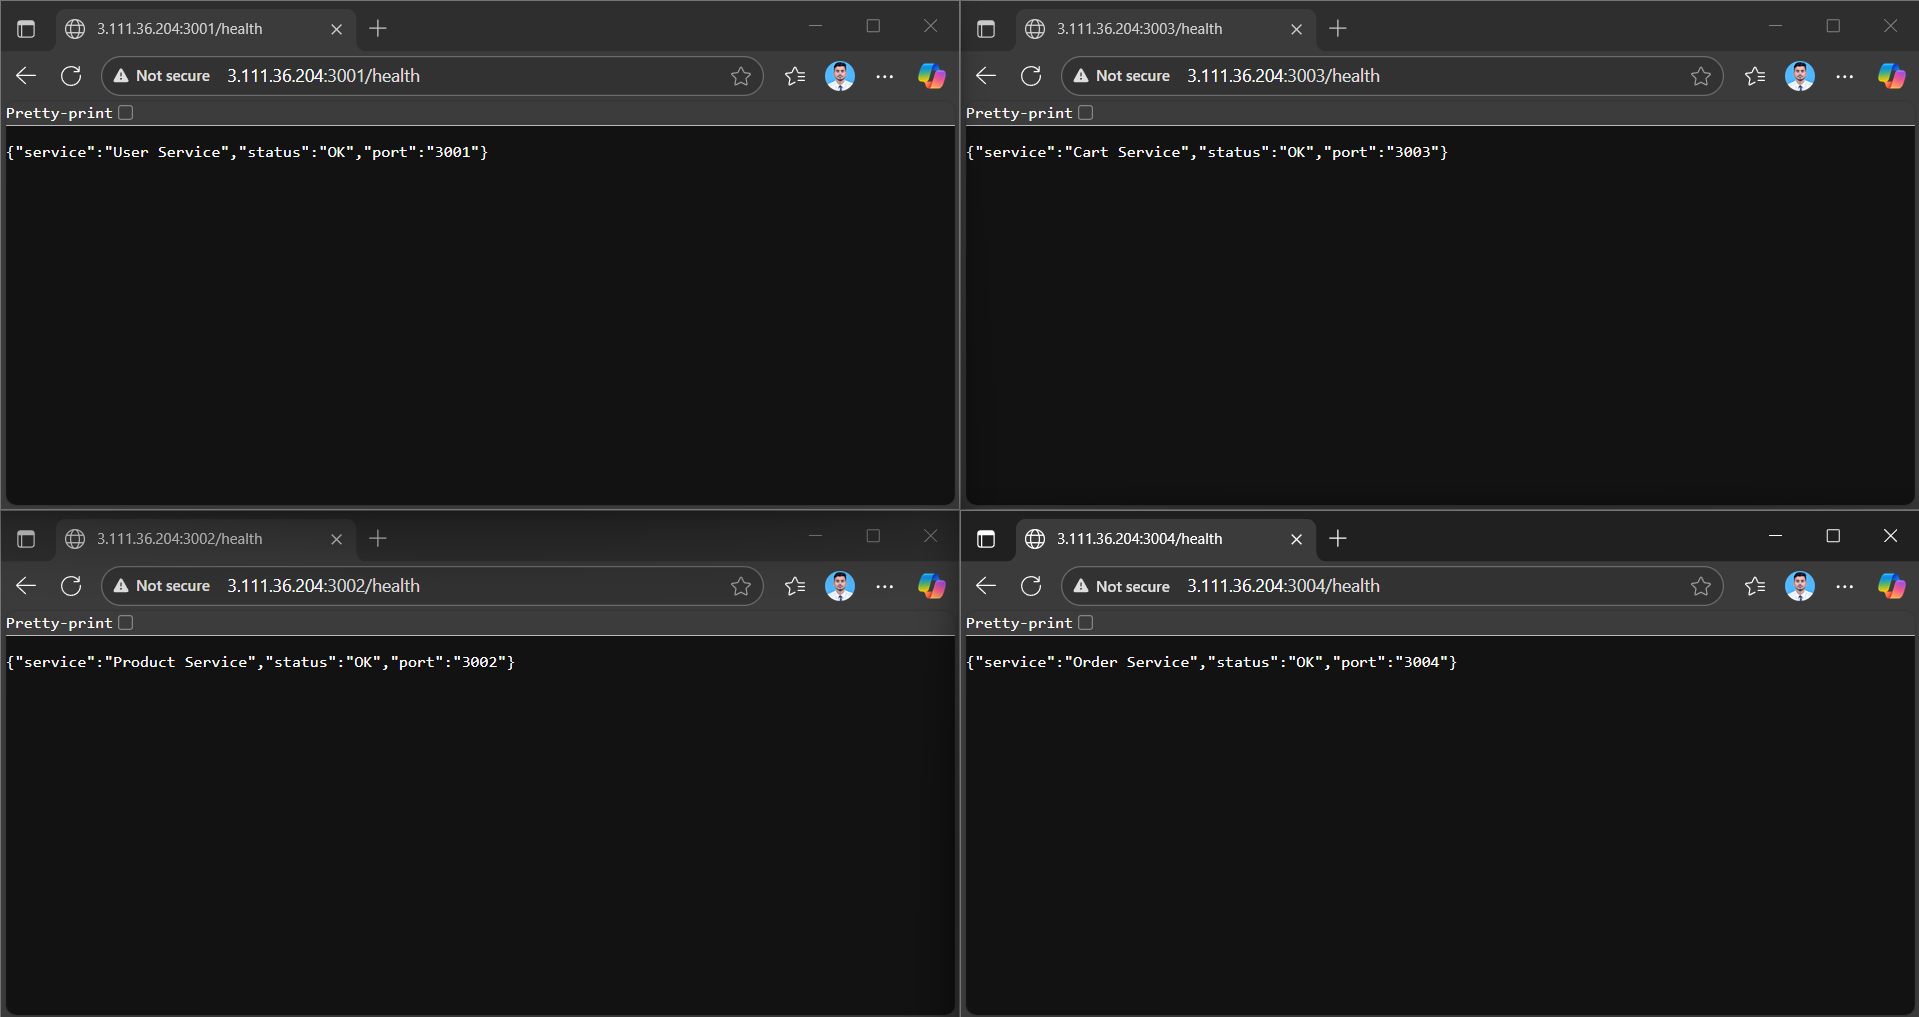 3.111.36.204:3001/health
Not secure 3.111.36.204:3001/health
Pretty-print
{"service":"User Service","status":"OK","port":"3001"}
3.111.36.204:3003/health
Not secure 3.111.36.204:3003/health
Pretty-print
{"service":"Cart Service","status":"OK","port":"3003"}
3.111.36.204:3002/health
Not secure 3.111.36.204:3002/health
Pretty-print
{"service":"Product Service","status":"OK","port":"3002"}
3.111.36.204:3004/health
Not secure 3.111.36.204:3004/health
Pretty-print
{"service":"Order Service","status":"OK","port":"3004"}